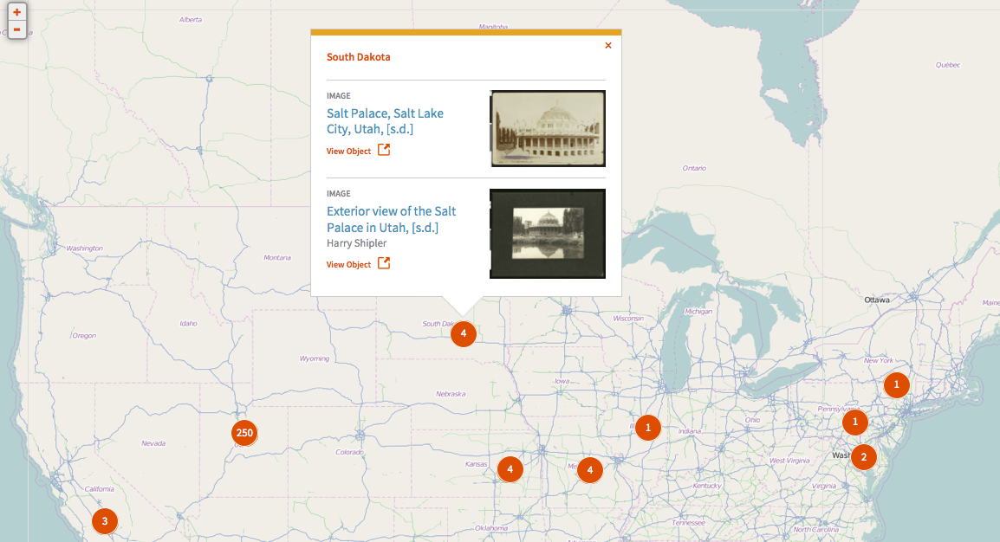 +
-
Alberta
Manitoba
Québec
Ontario
×
South Dakota
IMAGE
Salt Palace, Salt Lake
City, Utah, [s.d.]
View Object
IMAGE
Exterior view of the Salt
Palace in Utah, [s.d.]
Harry Shipler
View Object
Washington
Montana
Ottawa
Maine
Michigan
Wisconsin
South Dak
4
Idaho
Oregon
Wyoming
New York
Iowa
1
Nebraska
Pennsylvania
Ohio
1
250
1
Indiana
Nevada
Colorado
Wash
2
West Virginia
Kansas
4
4
Virginia
California
Kentucky
3
Tennessee
Oklahoma
North Carolina